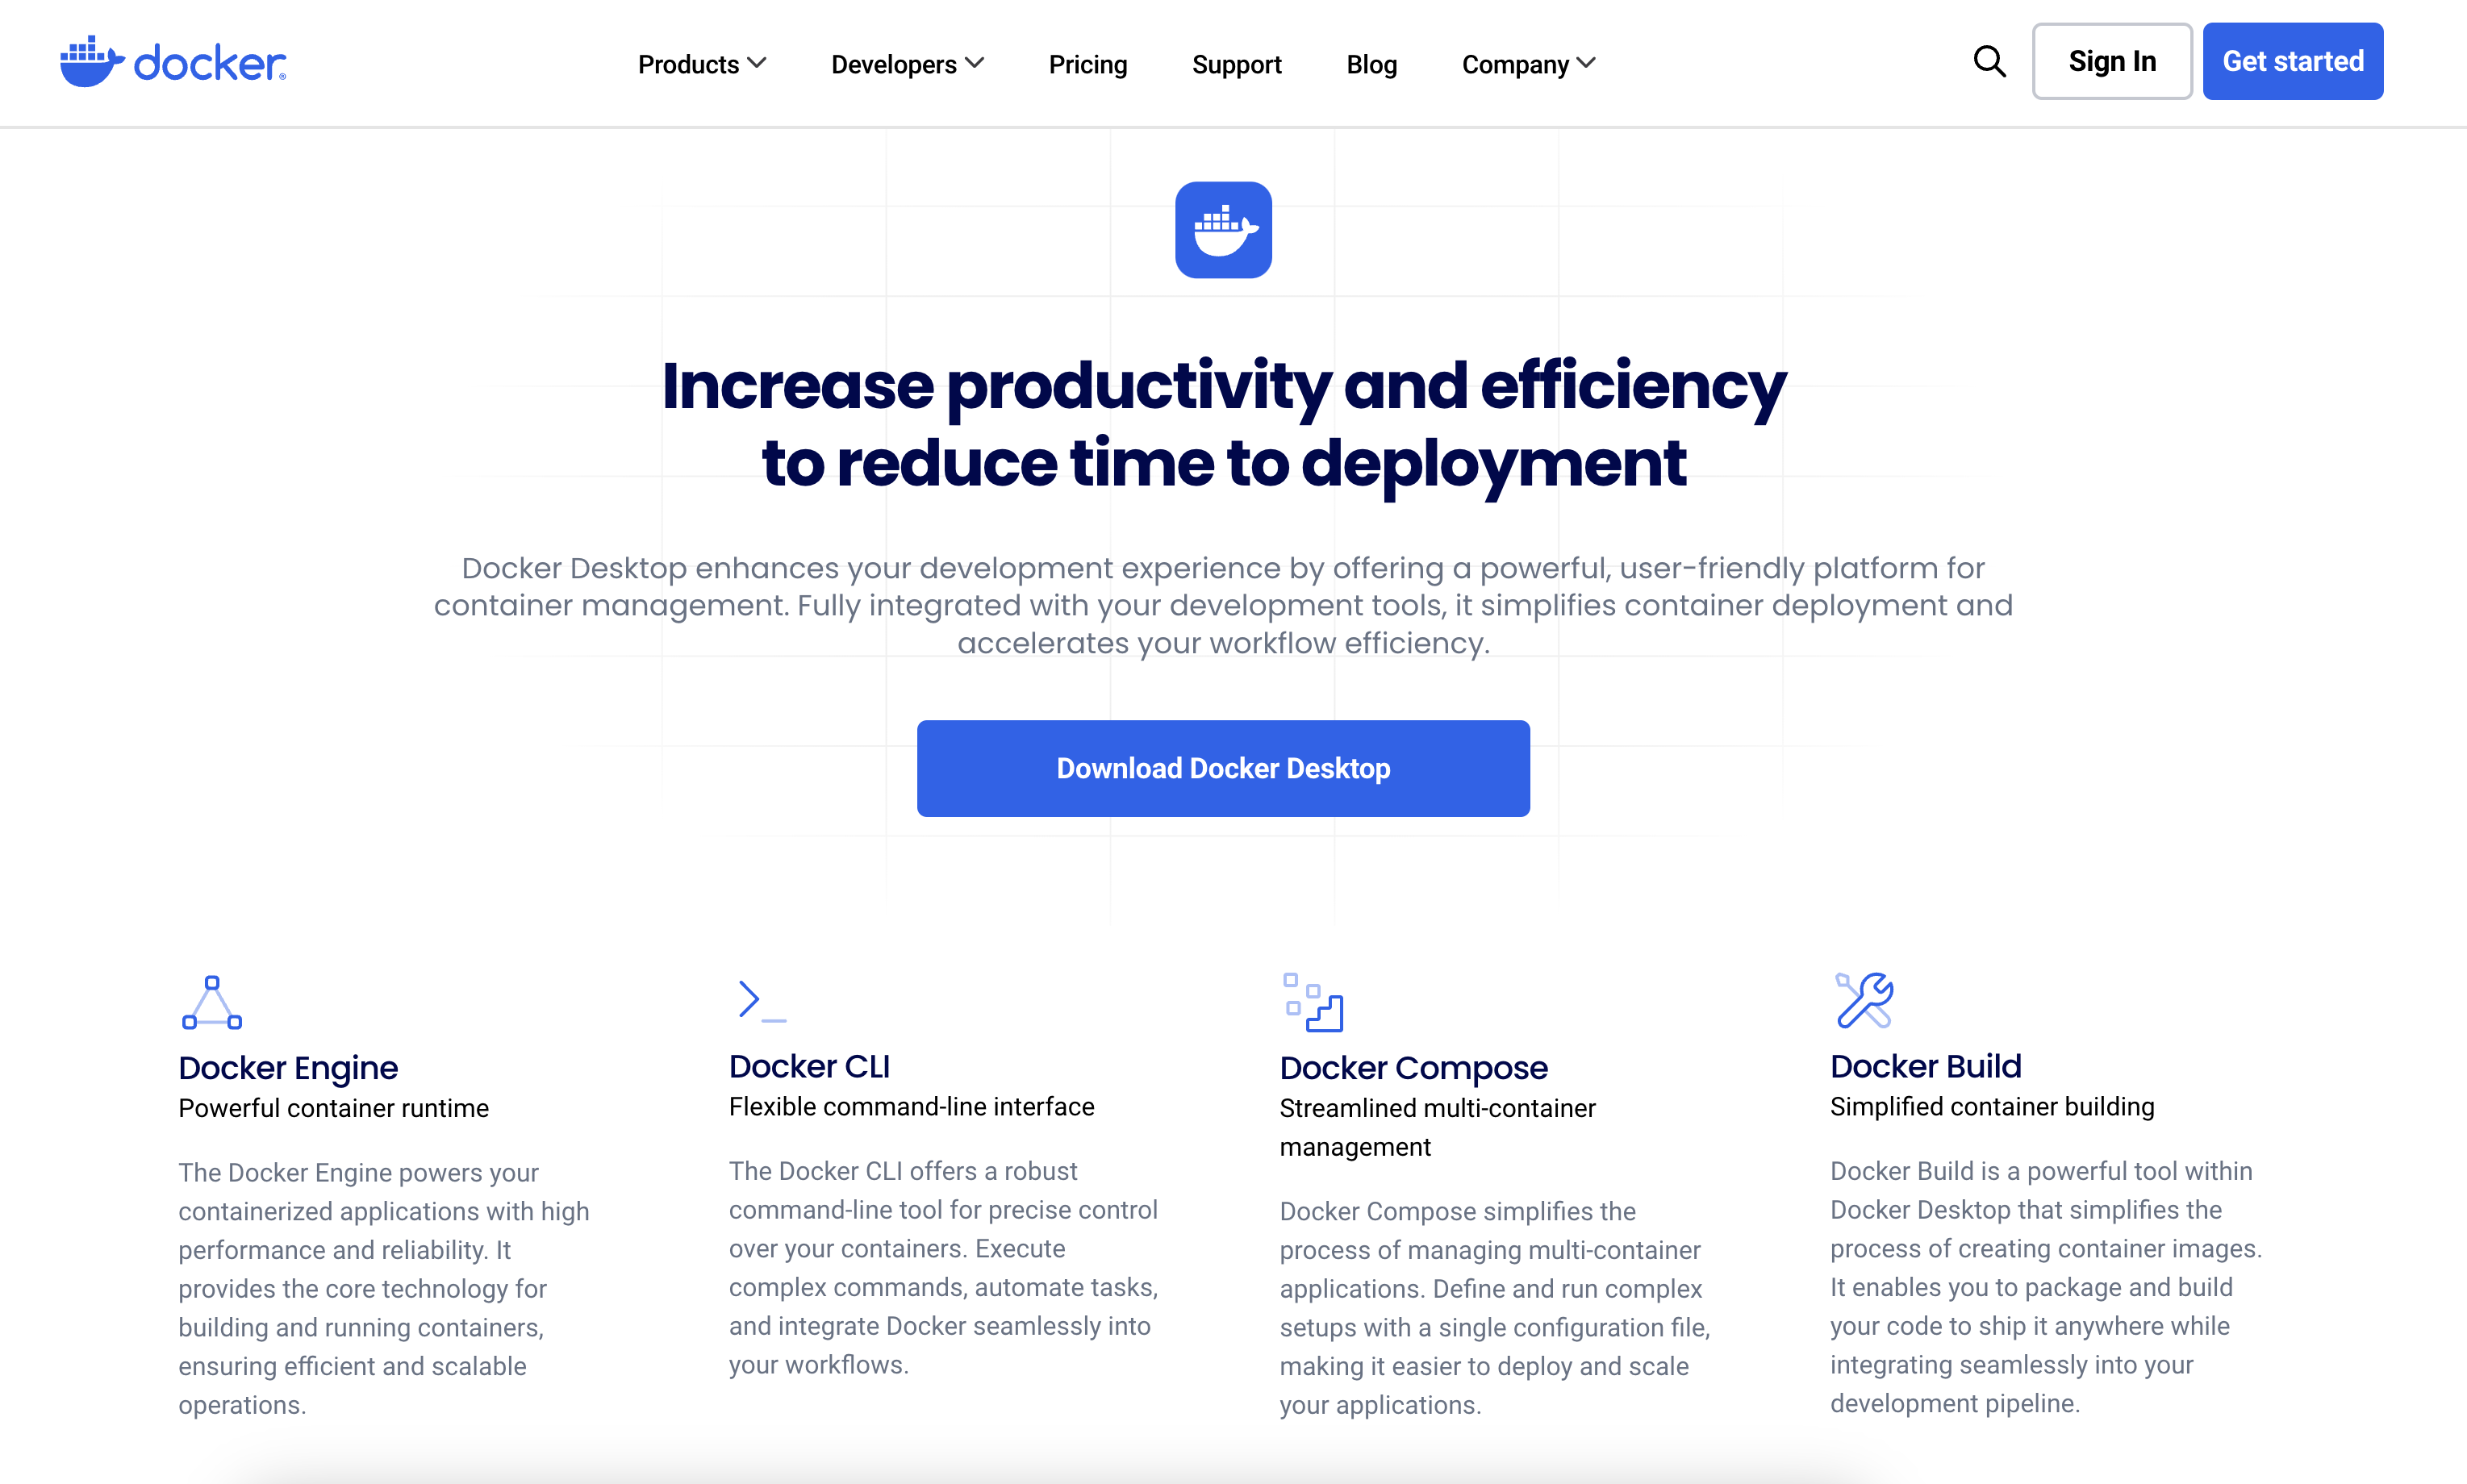 docker®
Products
Developers
Pricing
Support
Blog
Company
Sign In
Get started
Increase productivity and efficiency
to reduce time to deployment
Docker Desktop enhances your development experience by offering a powerful, user-friendly platform for
container management. Fully integrated with your development tools, it simplifies container deployment and
accelerates your workflow efficiency.
Download Docker Desktop
Docker Engine
Powerful container runtime
The Docker Engine powers your
containerized applications with high
performance and reliability. It
provides the core technology for
building and running containers,
ensuring efficient and scalable
operations.
Docker CLI
Flexible command-line interface
The Docker CLI offers a robust
command-line tool for precise control
over your containers. Execute
complex commands, automate tasks,
and integrate Docker seamlessly into
your workflows.
Docker Compose
Streamlined multi-container
management
Docker Compose simplifies the
process of managing multi-container
applications. Define and run complex
setups with a single configuration file,
making it easier to deploy and scale
your applications.
Docker Build
Simplified container building
Docker Build is a powerful tool within
Docker Desktop that simplifies the
process of creating container images.
It enables you to package and build
your code to ship it anywhere while
integrating seamlessly into your
development pipeline.